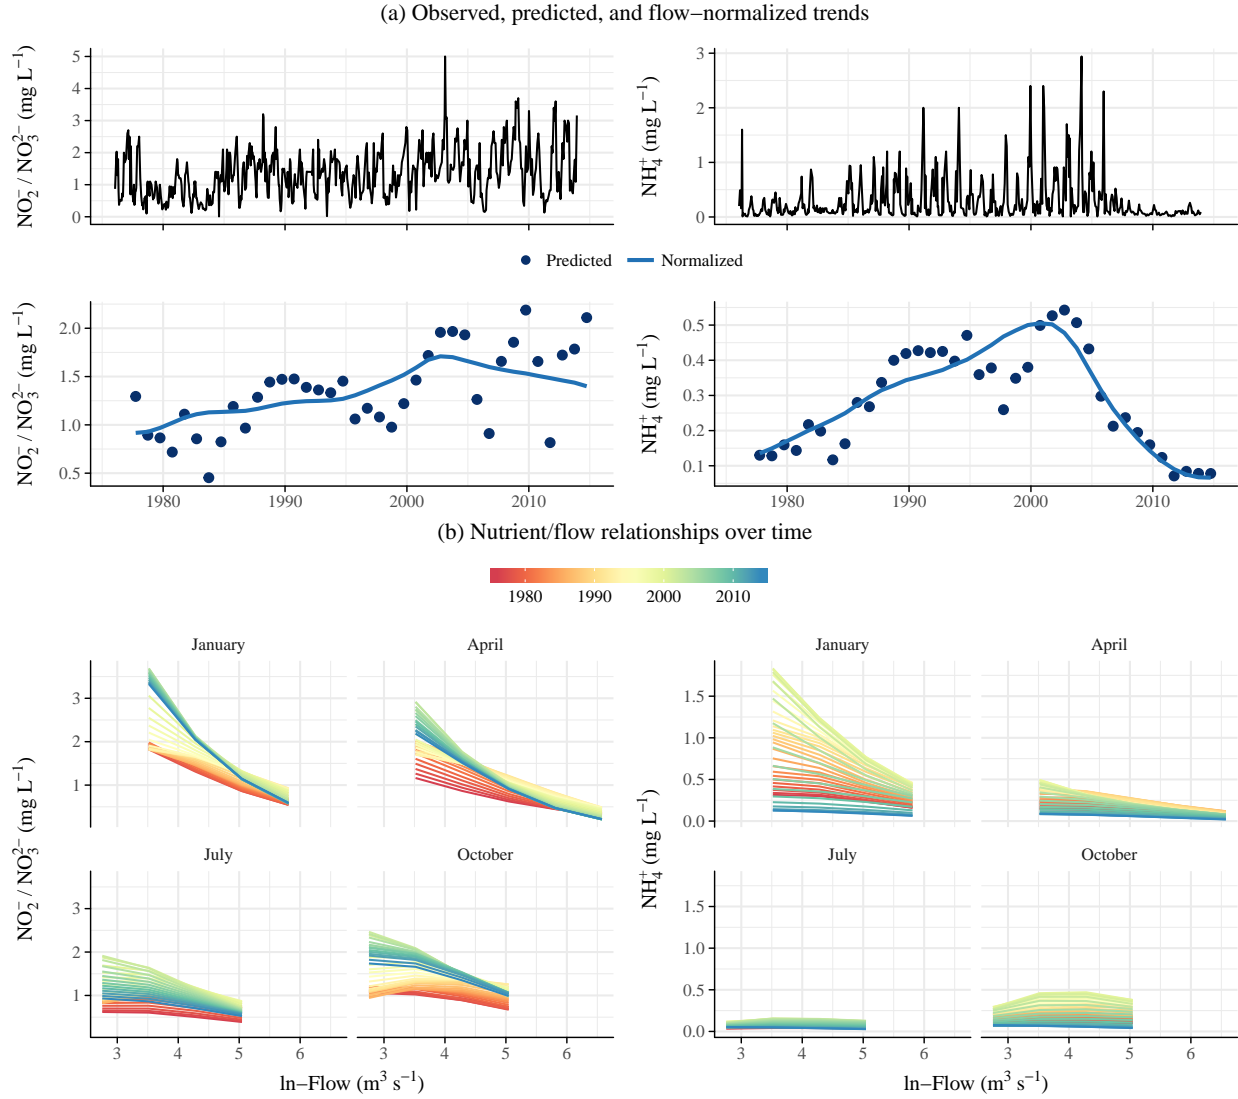 (a) Observed, predicted, and flow−normalized trends
NO₂⁻ / NO₃²⁻ (mg L⁻¹)
5
4
3
2
1
0
NH₄⁺ (mg L⁻¹)
3
2
1
0
Predicted Normalized
NO₂⁻ / NO₃²⁻ (mg L⁻¹)
2.0
1.5
1.0
0.5
1980 1990 2000 2010
NH₄⁺ (mg L⁻¹)
0.5
0.4
0.3
0.2
0.1
1980 1990 2000 2010
(b) Nutrient/flow relationships over time
1980 1990 2000 2010
NO₂⁻ / NO₃²⁻ (mg L⁻¹)
January April
3
2
1
July October
3
2
1
3 4 5 6 3 4 5 6
ln−Flow (m³ s⁻¹)
NH₄⁺ (mg L⁻¹)
January April
1.5
1.0
0.5
0.0
July October
1.5
1.0
0.5
0.0
3 4 5 6 3 4 5 6
ln−Flow (m³ s⁻¹)